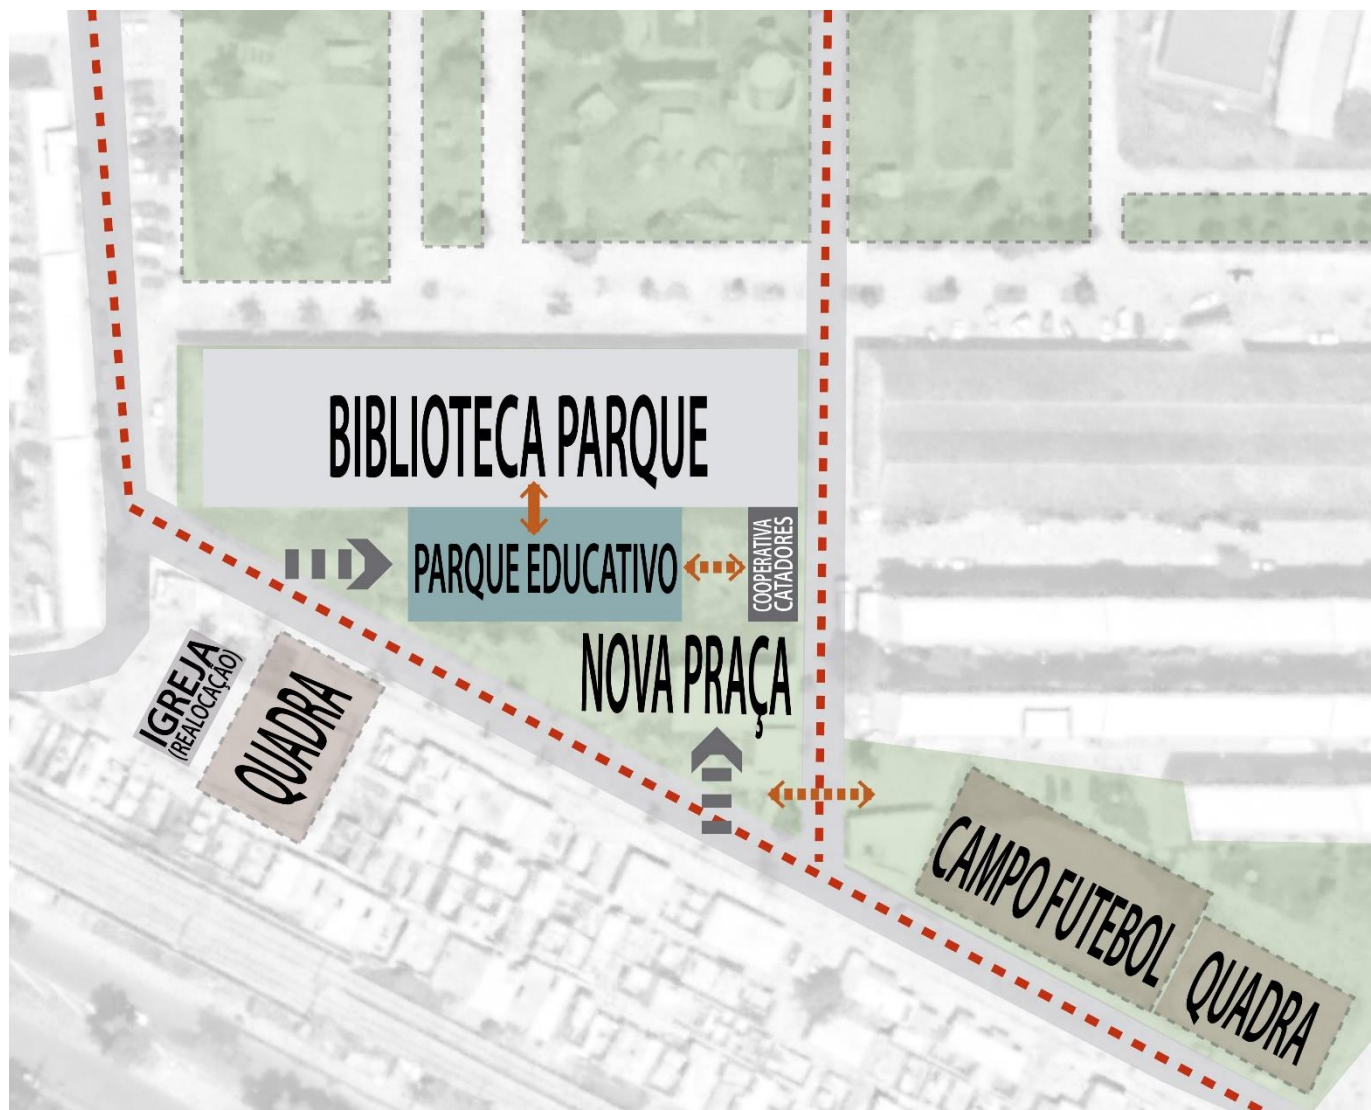 BIBLIOTECA PARQUE
PARQUE EDUCATIVO
COOPERATIVA
CATADORES
NOVA PRAÇA
IGREJA
(REALOCAÇÃO)
QUADRA
CAMPO FUTEBOL
QUADRA